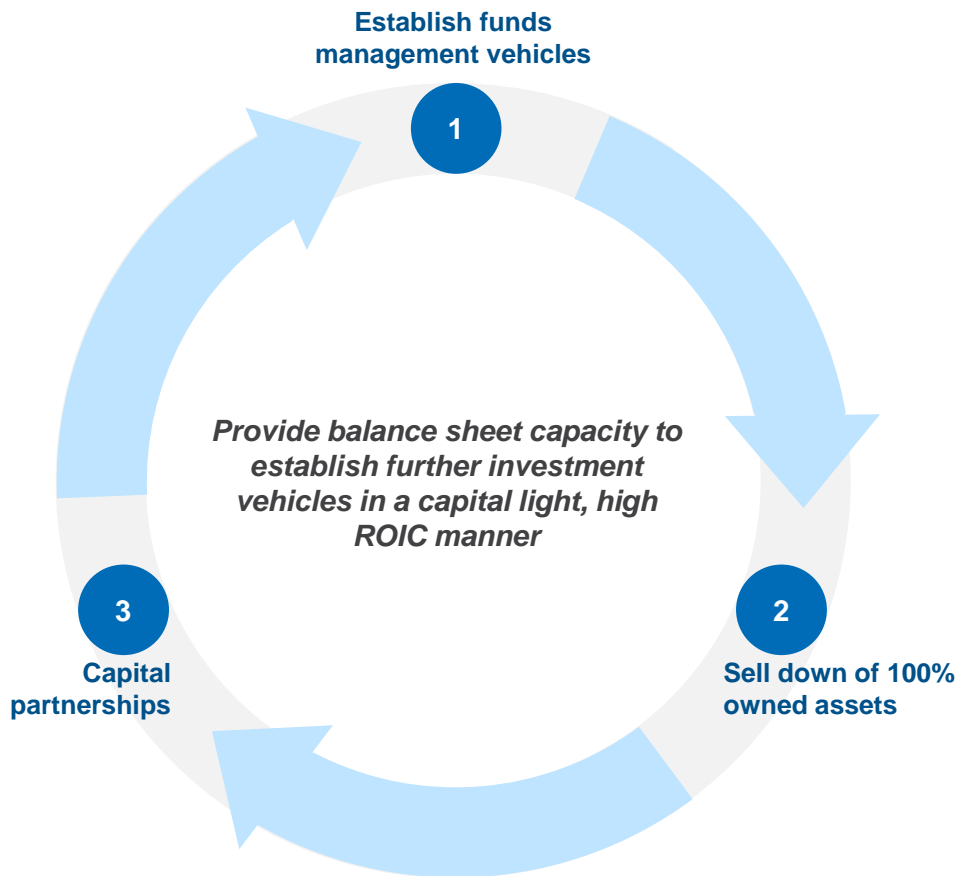 Establish funds
management vehicles
1
Provide balance sheet capacity to
establish further investment
vehicles in a capital light, high
ROIC manner
3
2
Capital
partnerships
Sell down of 100%
owned assets